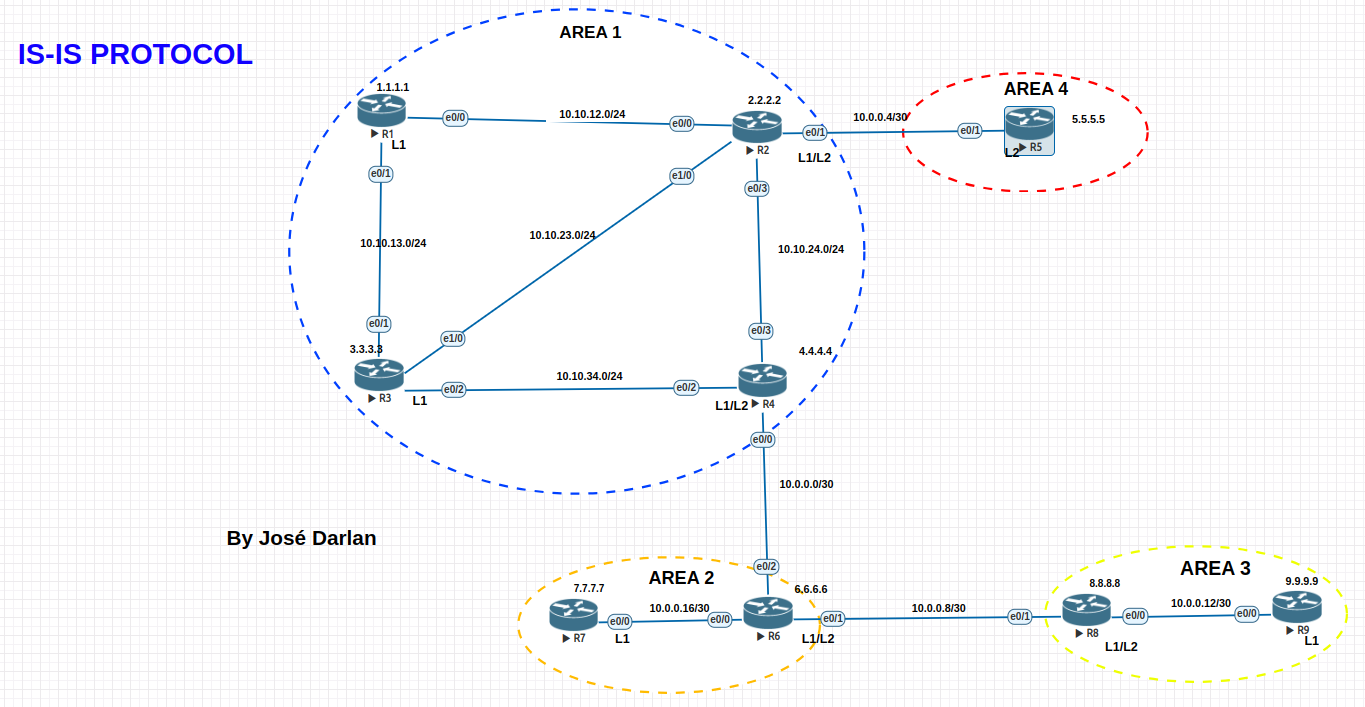 AREA 1
IS-IS PROTOCOL
1.1.1.1
R1
L1
e0/0
10.10.12.0/24
e0/0
2.2.2.2
R2
e0/1
L1/L2
10.0.0.4/30
e0/1
AREA 4
5.5.5.5
L2
R5
e0/1
e1/0
e0/3
10.10.13.0/24
10.10.23.0/24
10.10.24.0/24
e0/1
e1/0
e0/3
3.3.3.3
R3
L1
e0/2
10.10.34.0/24
e0/2
4.4.4.4
L1/L2
R4
e0/0
10.0.0.0/30
By José Darlan
e0/2
AREA 2
7.7.7.7
R7
e0/0
L1
10.0.0.16/30
e0/0
6.6.6.6
R6
e0/1
L1/L2
10.0.0.8/30
e0/1
AREA 3
8.8.8.8
R8
L1/L2
e0/0
10.0.0.12/30
e0/0
9.9.9.9
R9
L1